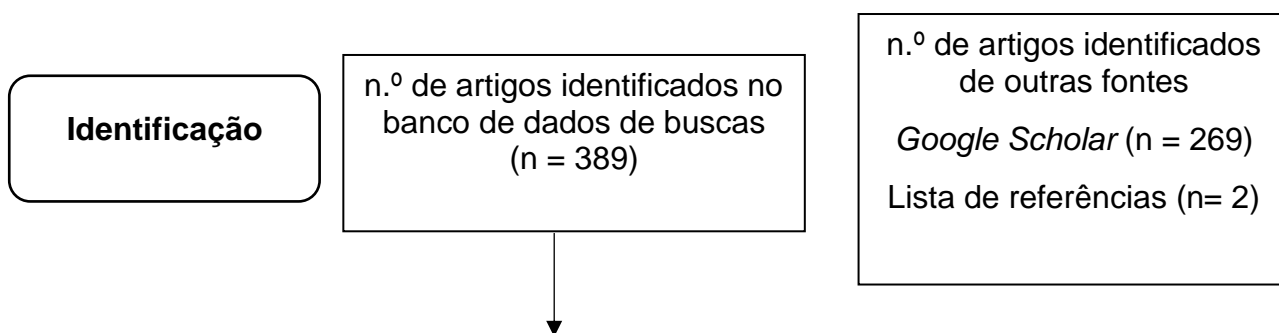 Identificação
n.º de artigos identificados no
banco de dados de buscas
(n = 389)
n.º de artigos identificados
de outras fontes
Google Scholar (n = 269)
Lista de referências (n= 2)